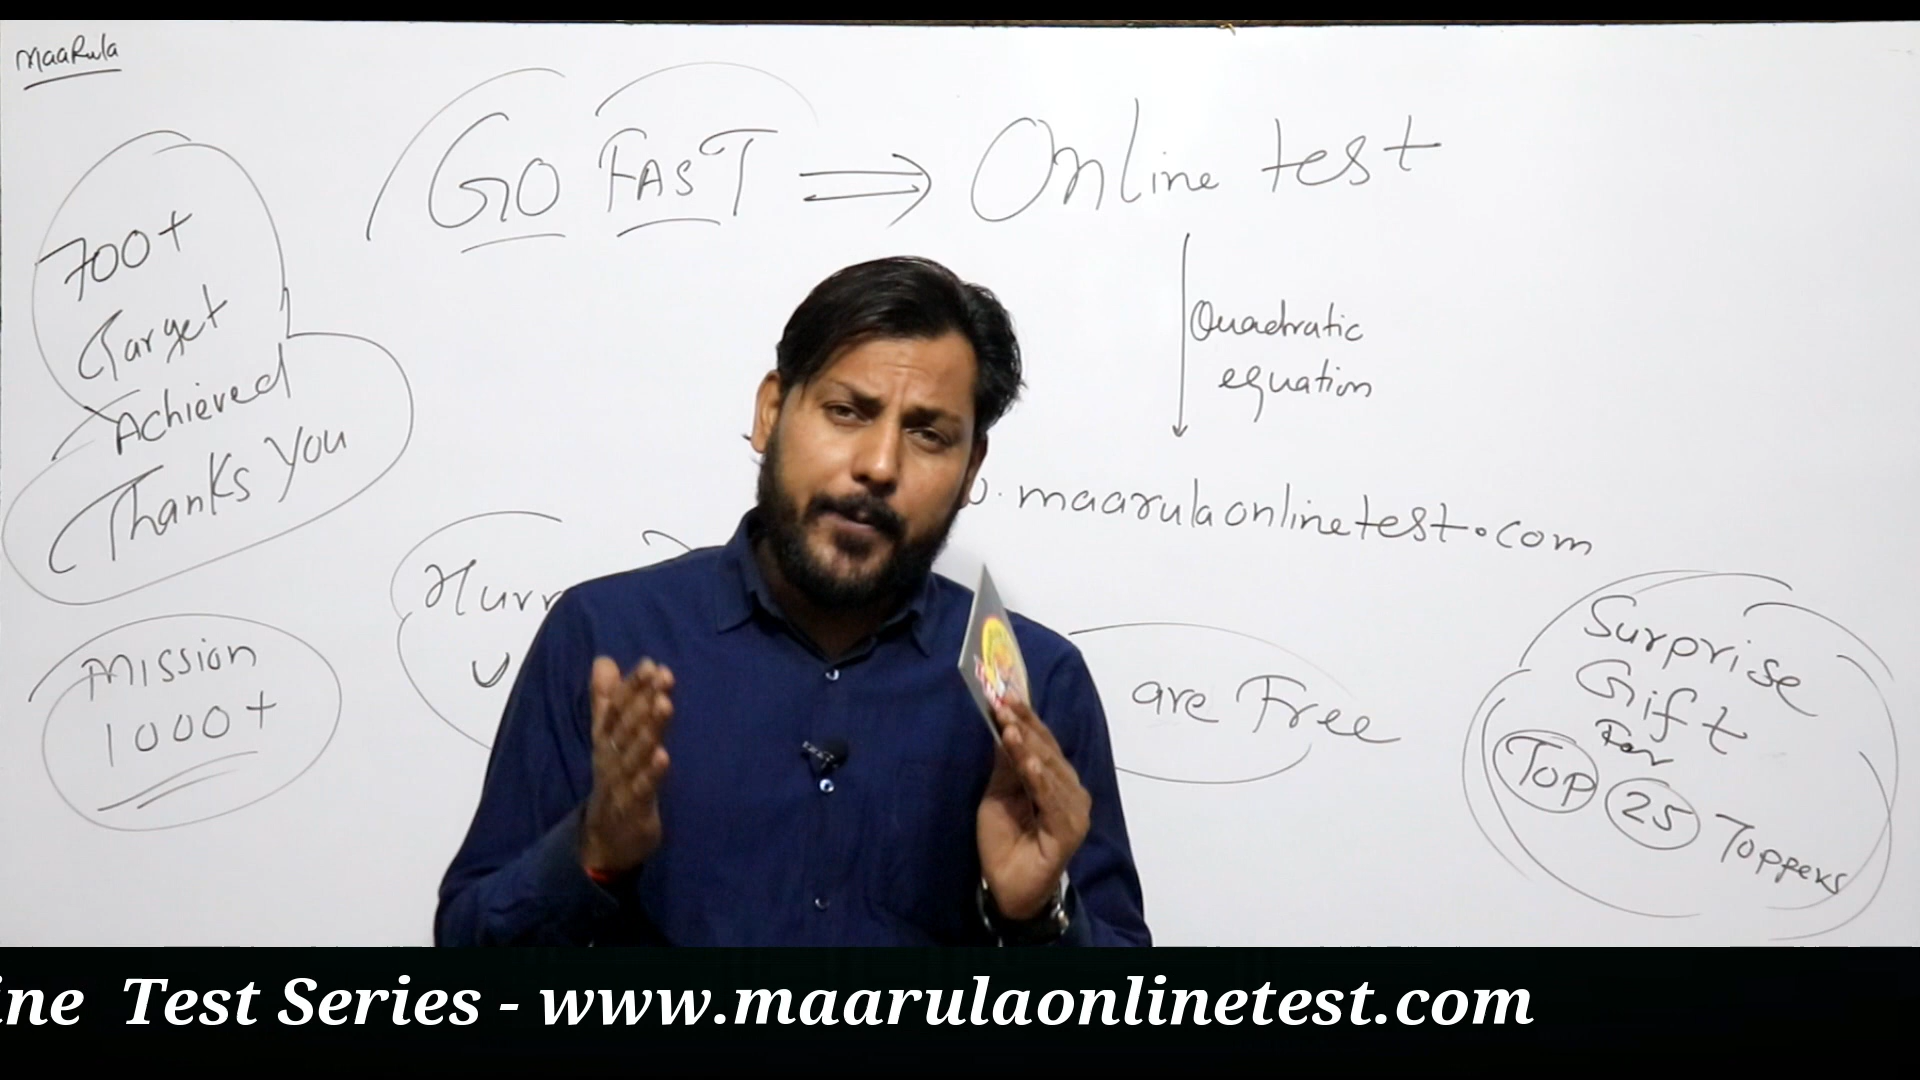 MaaRula
GO FAST ⇒ Online test
700+
Target
Achieved
Thanks You
Quadratic
equation
.maarulaonlinetest.com
Mission
1000+
Hurr
are Free
Surprise
Gift
For
Top 25 Toppers
ine Test Series - www.maarulaonlinetest.com